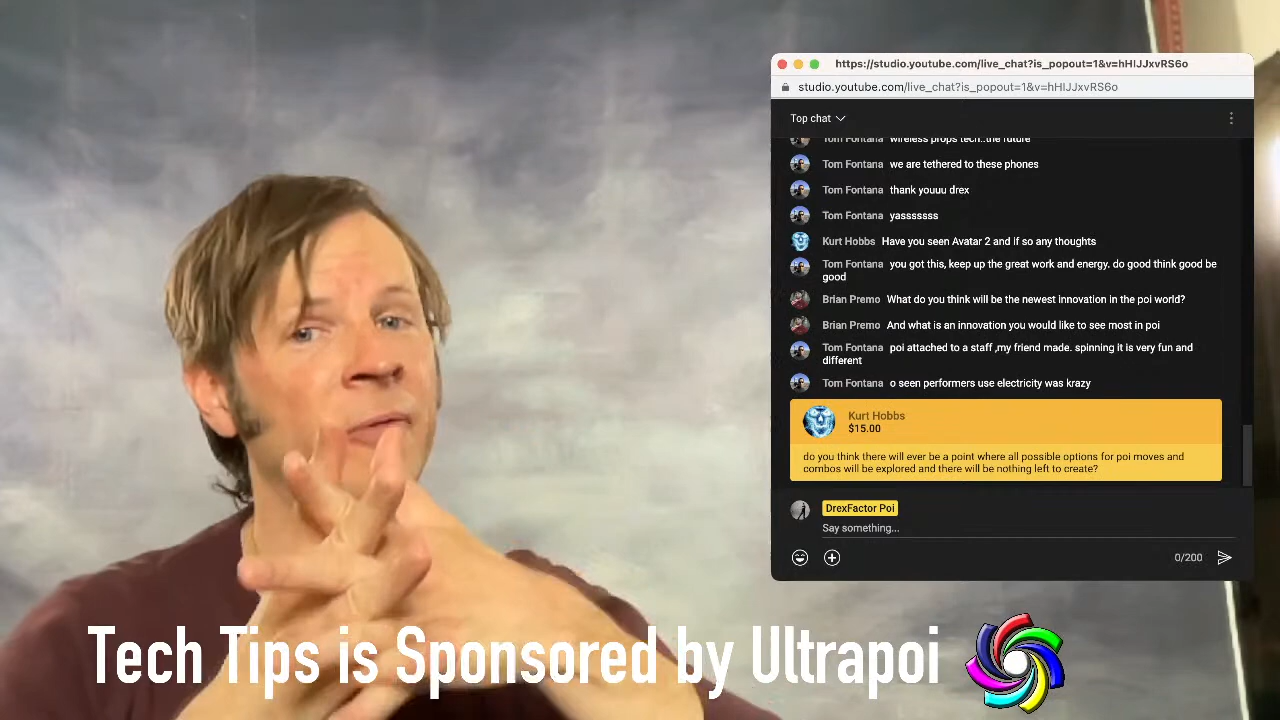 https://studio.youtube.com/live_chat?is_popout=1&v=hHIJJxvRS6o
studio.youtube.com/live_chat?is_popout=1&v=hHIJJxvRS6o
Top chat
Tom Fontana wireless props tech..the future
Tom Fontana we are tethered to these phones
Tom Fontana thank youuu drex
Tom Fontana yasssssss
Kurt Hobbs Have you seen Avatar 2 and if so any thoughts
Tom Fontana you got this, keep up the great work and energy. do good think good be
good
Brian Premo What do you think will be the newest innovation in the poi world?
Brian Premo And what is an innovation you would like to see most in poi
Tom Fontana poi attached to a staff ,my friend made. spinning it is very fun and
different
Tom Fontana o seen performers use electricity was krazy
Kurt Hobbs
$15.00
do you think there will ever be a point where all possible options for poi moves and
combos will be explored and there will be nothing left to create?
DrexFactor Poi
Say something...
0/200
Tech Tips is Sponsored by Ultrapoi